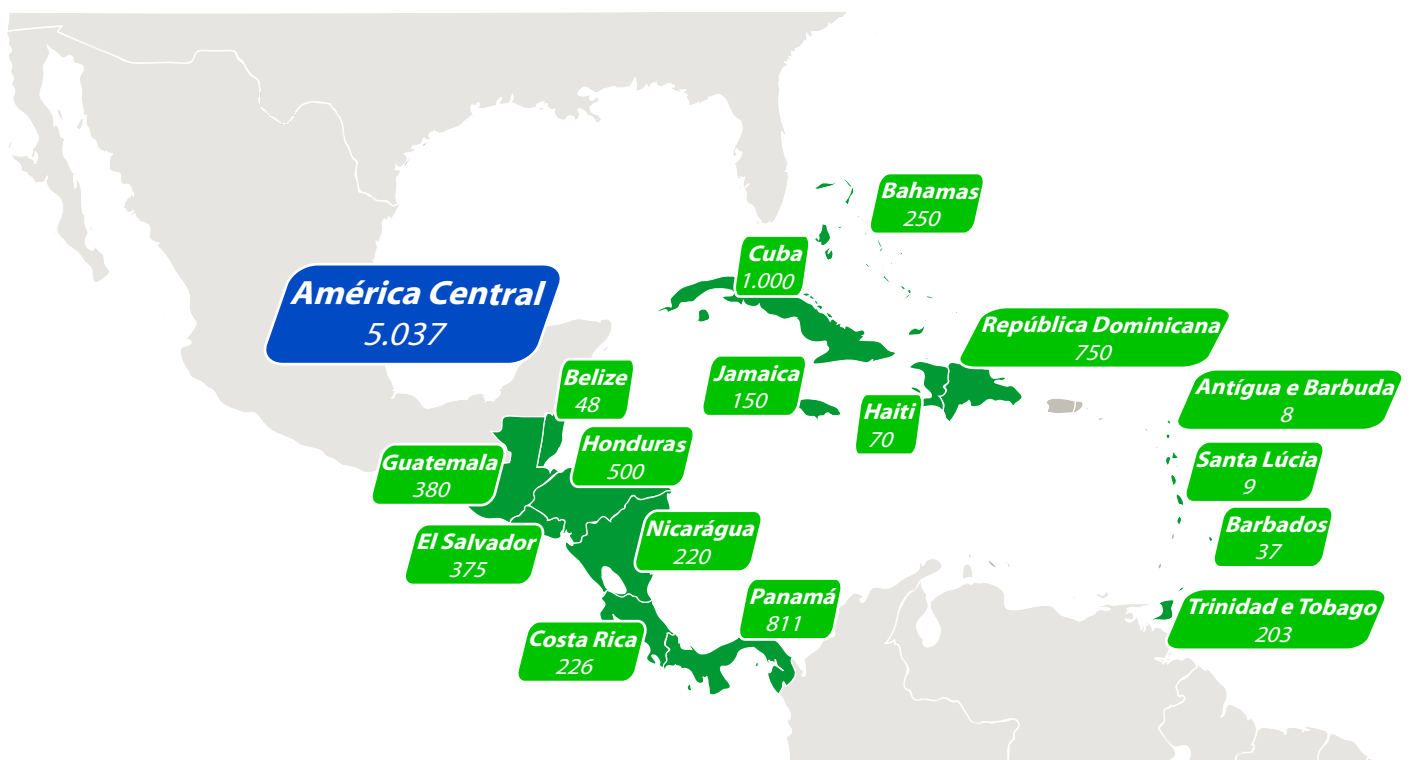 Bahamas
250
Cuba
1.000
América Central
5.037
República Dominicana
750
Belize
48
Jamaica
150
Antígua e Barbuda
8
Haiti
70
Honduras
500
Guatemala
380
Santa Lúcia
9
Barbados
37
Nicarágua
220
El Salvador
375
Panamá
811
Trinidad e Tobago
203
Costa Rica
226